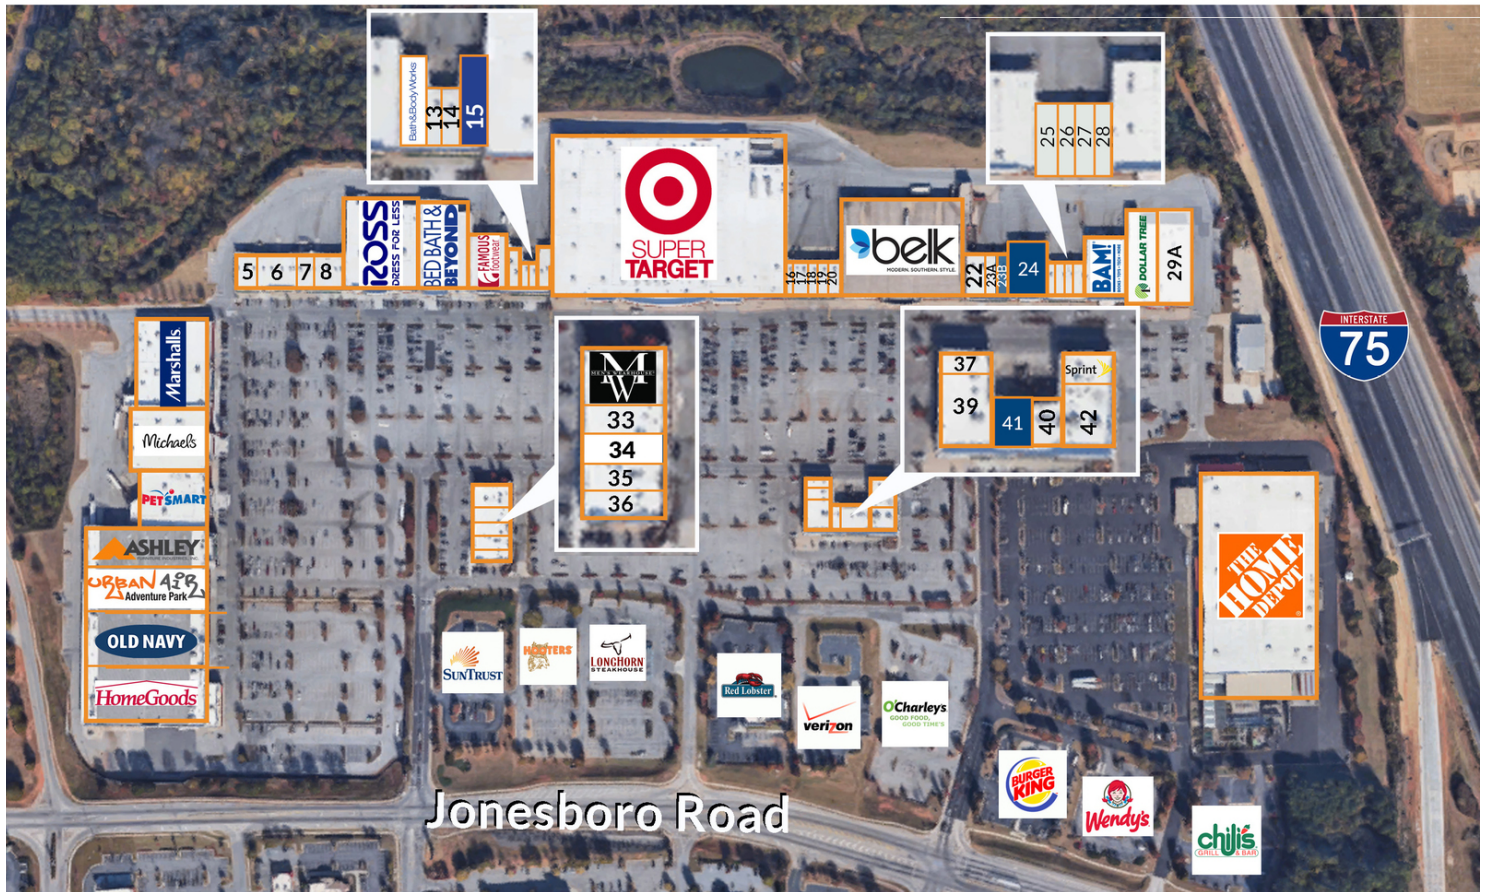 Bath&BodyWorks
13
14
15
25
26
27
28
5
6
7
8
ROSS
DRESS FOR LESS
BED BATH &
BEYOND
FAMOUS
footwear
SUPER
TARGET
16
17
18
19
20
belk
MODERN. SOUTHERN. STYLE.
22
23A
23B
24
BAM!
DOLLAR TREE
29A
INTERSTATE
75
Marshalls
Michaels
PETSMART
ASHLEY
URBAN AIR
Adventure Park
OLD NAVY
HomeGoods
MW
MEN'S WEARHOUSE
33
34
35
36
37
39
41
40
42
Sprint
THE
HOME
DEPOT
SUNTRUST
HOOTERS
LONGHORN
STEAKHOUSE
Red Lobster
verizon
O'Charley's
GOOD FOOD,
GOOD TIMES
BURGER
KING
Wendy's
chili's
GRILL & BAR
Jonesboro Road